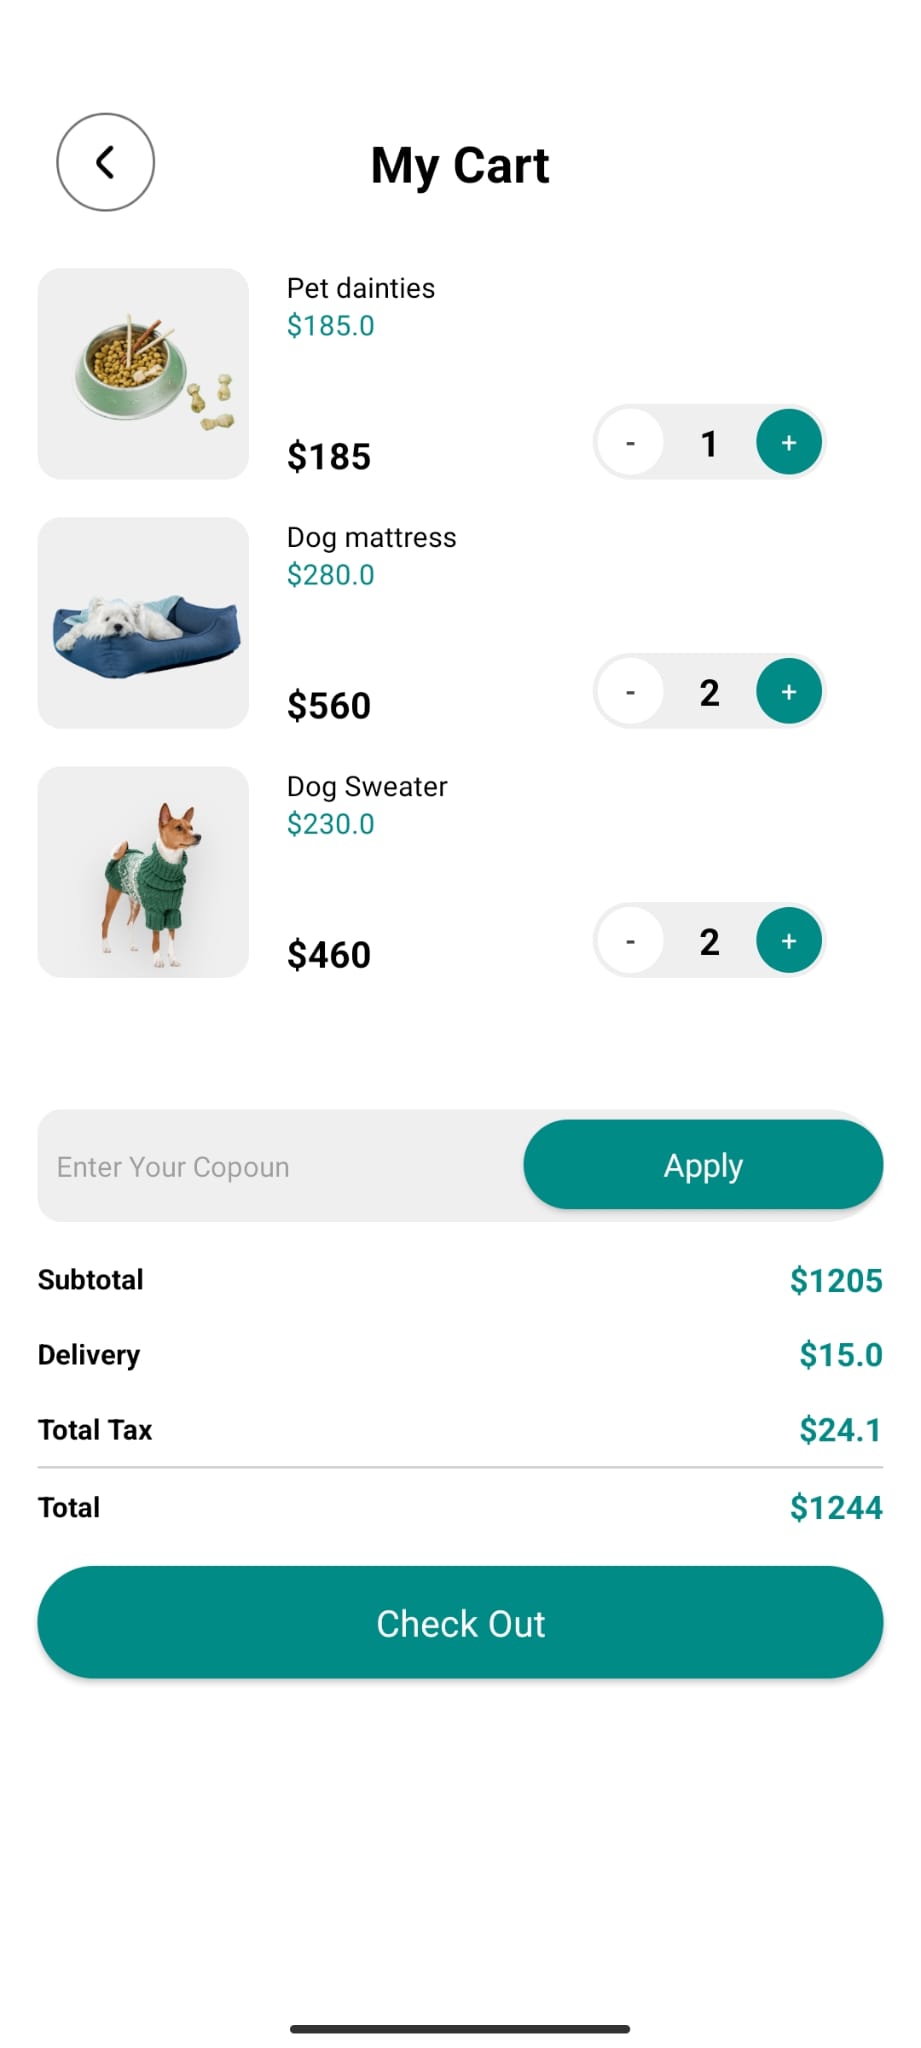 My Cart
Pet dainties
$185.0
$185
- 1 +
Dog mattress
$280.0
$560
- 2 +
Dog Sweater
$230.0
$460
- 2 +
Enter Your Copoun
Apply
Subtotal $1205
Delivery $15.0
Total Tax $24.1
Total $1244
Check Out